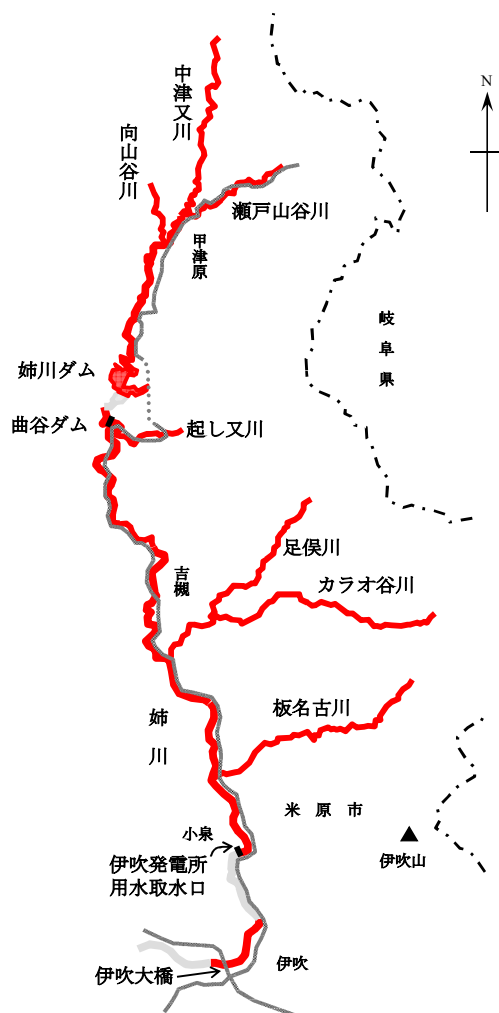 N
中津又川
向山谷川
瀬戸山谷川
甲津原
岐阜県
姉川ダム
曲谷ダム
起し又川
足俣川
吉槻
カラオ谷川
板名古川
姉川
米原市
小泉
伊吹山
伊吹発電所
用水取水口
伊吹
伊吹大橋